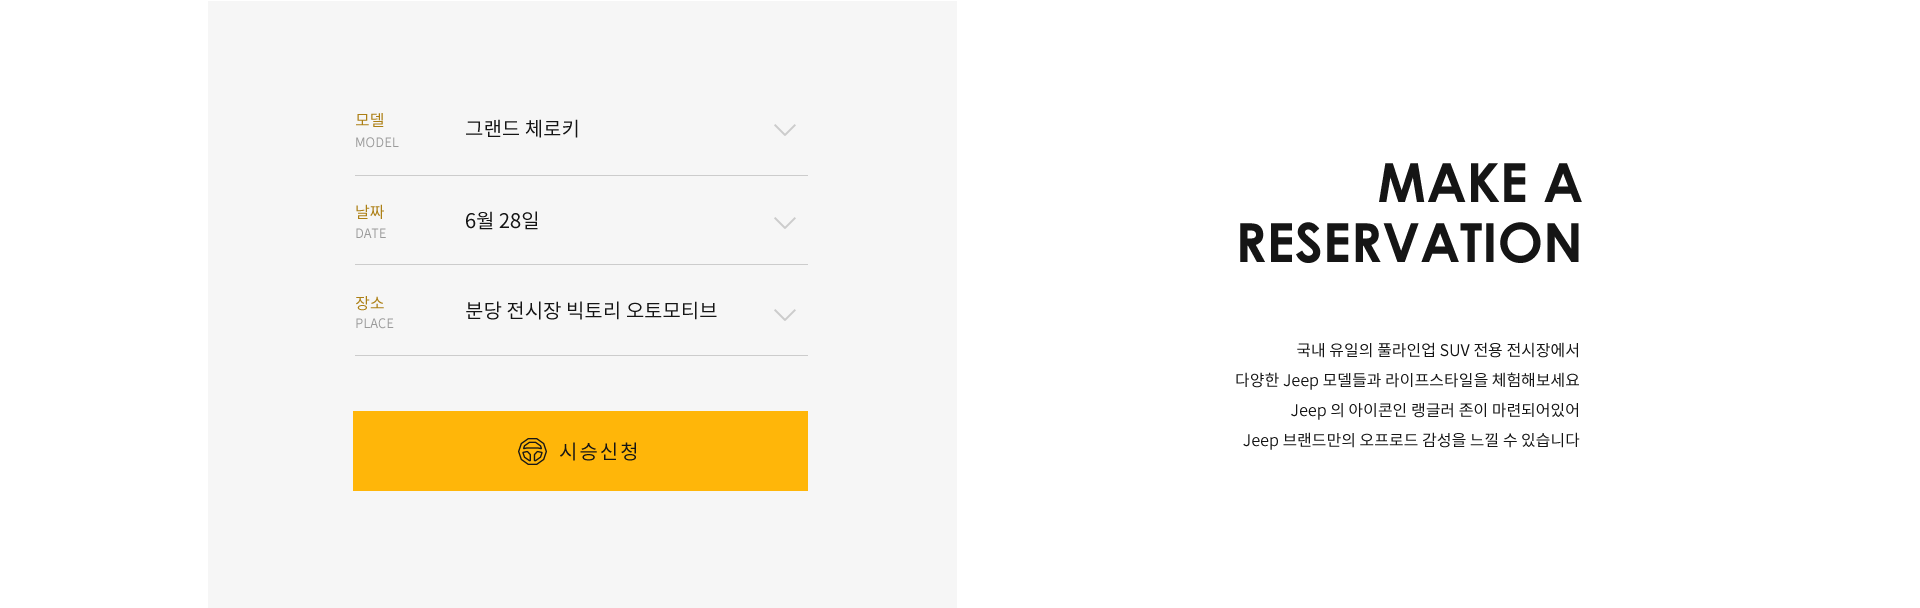 모델
MODEL
그랜드 체로키
날짜
DATE
6월 28일
장소
PLACE
분당 전시장 빅토리 오토모티브
시승신청
MAKE A
RESERVATION
국내 유일의 풀라인업 SUV 전용 전시장에서
다양한 Jeep 모델들과 라이프스타일을 체험해보세요
Jeep 의 아이콘인 랭글러 존이 마련되어있어
Jeep 브랜드만의 오프로드 감성을 느낄 수 있습니다